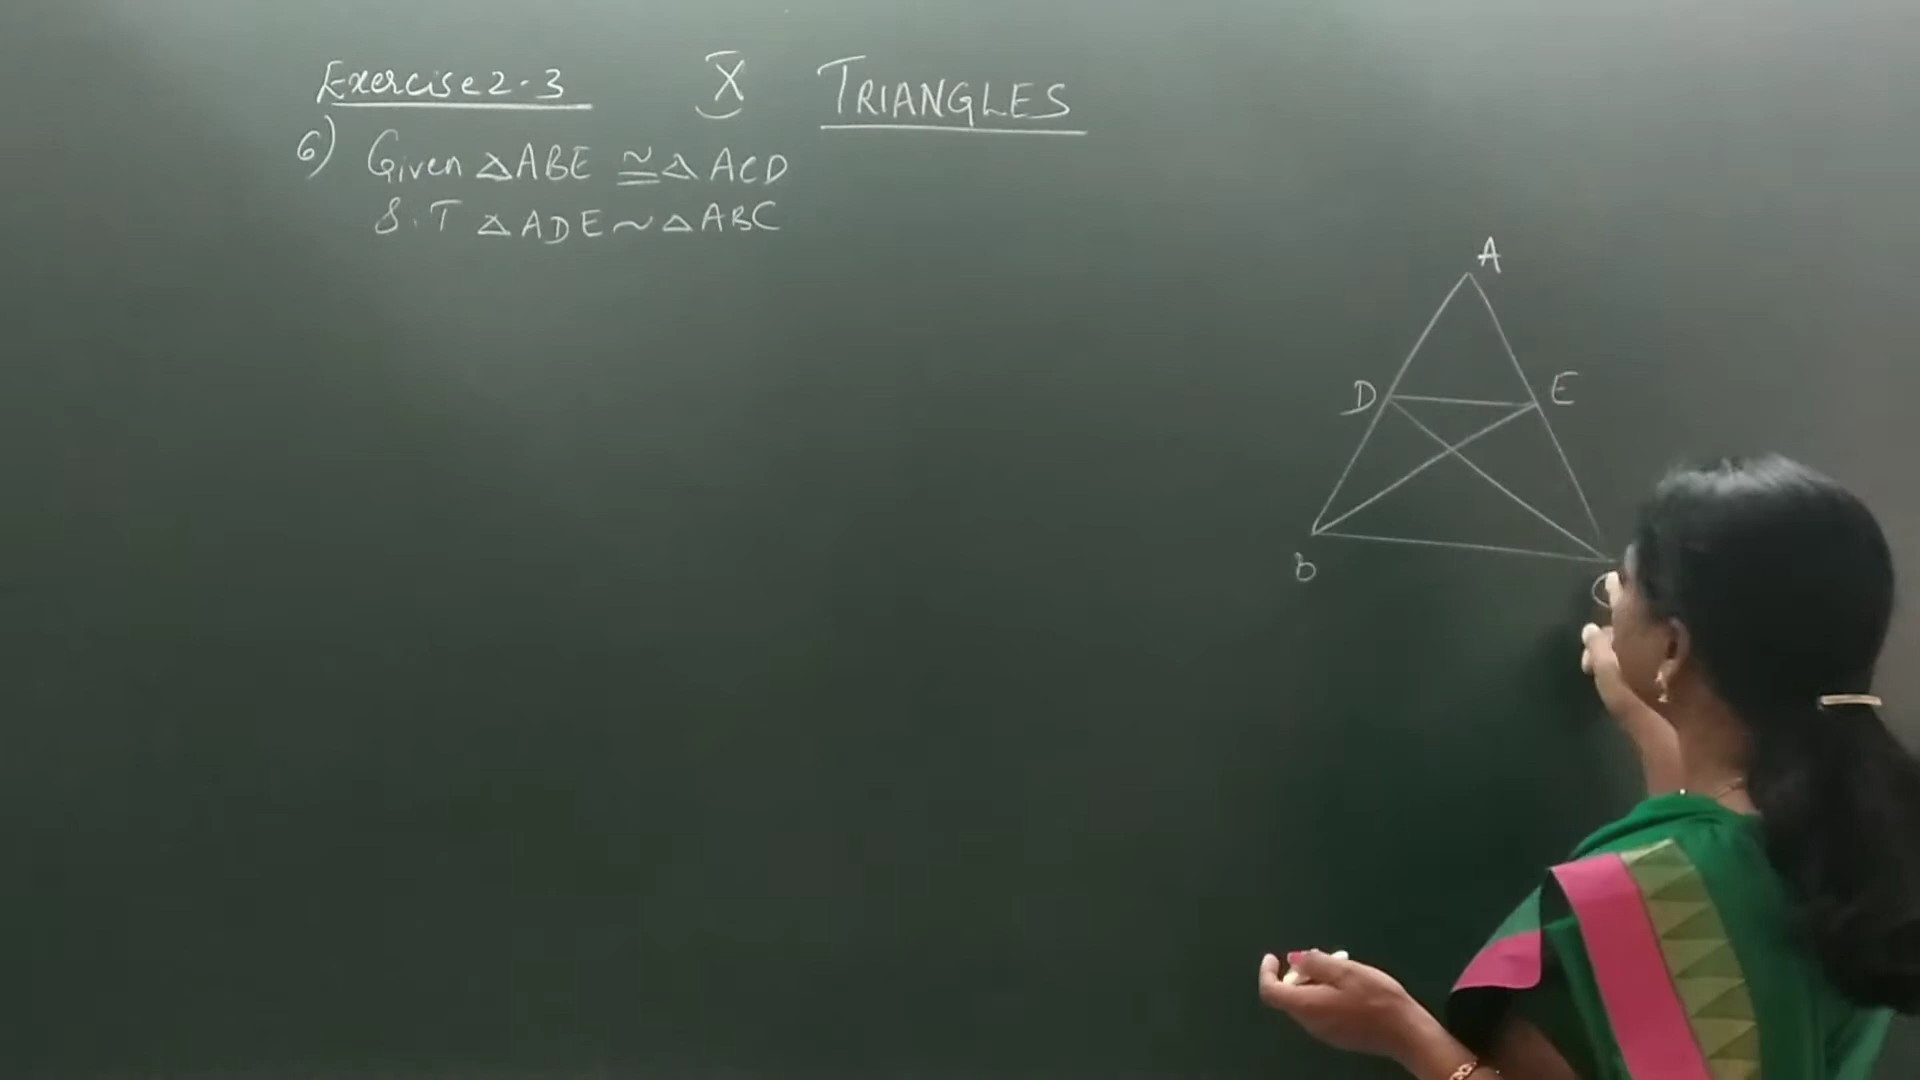 Exercise 2.3 X TRIANGLES
6) Given △ABE ≅ △ACD
S.T △ADE ~ △ABC
A
D E
B
C